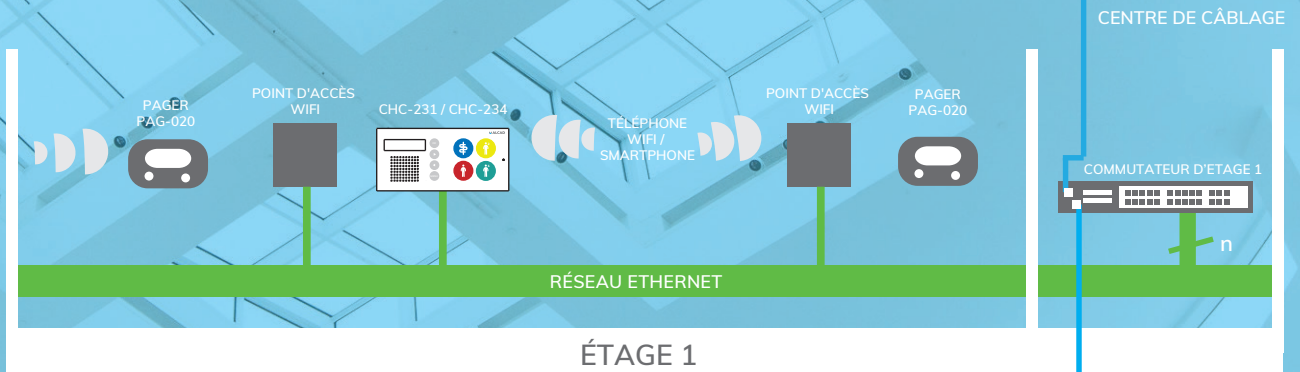 CENTRE DE CÂBLAGE
PAGER
PAG-020
POINT D'ACCÈS
WIFI
CHC-231 / CHC-234
TÉLÉPHONE
WIFI /
SMARTPHONE
POINT D'ACCÈS
WIFI
PAGER
PAG-020
COMMUTATEUR D'ETAGE 1
n
RÉSEAU ETHERNET
ÉTAGE 1